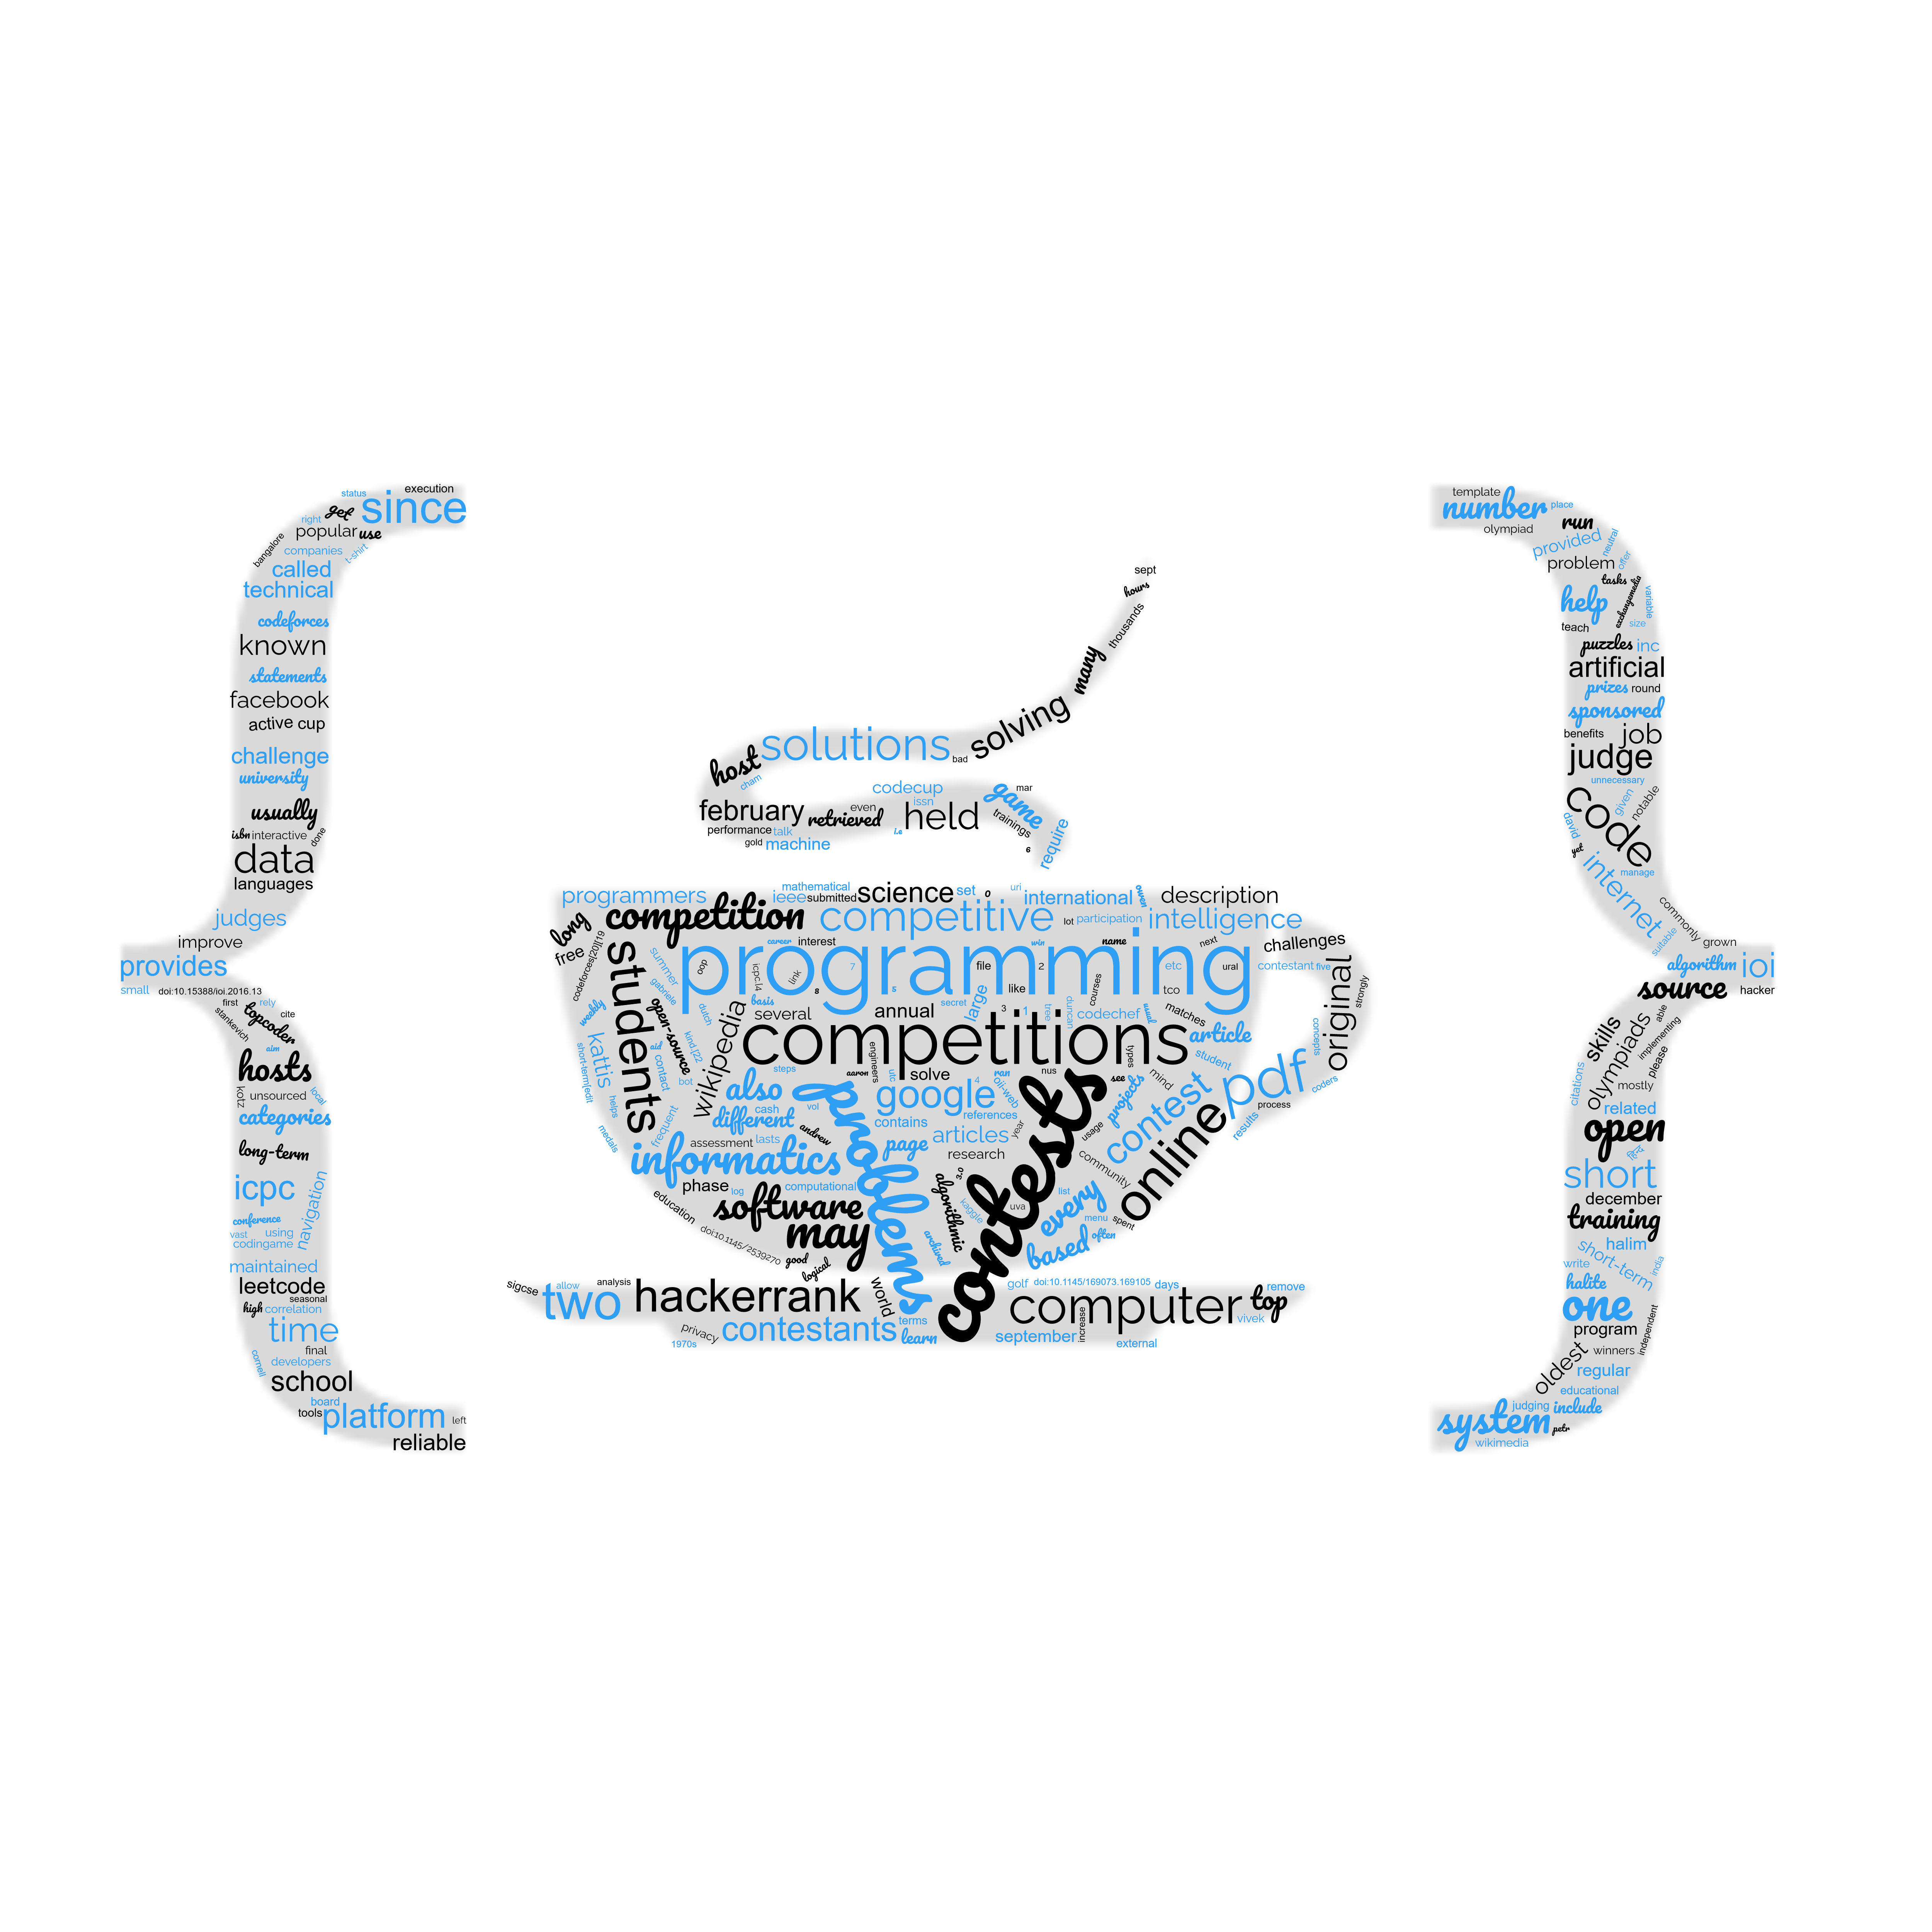 execution
status
since
right
get
popular
use
bangalore
companies
t-shirt
called
technical
codeforces
known
statements
facebook
active cup
challenge
university
usually
isbn
interactive
done
data
languages
judges
improve
provides
small
doi:10.15388/ioi.2016.13
first
rely
stankevich
topcoder
cite
aim
hosts
kotz
unsourced
local
categories
long-term
icpc
navigation
conference
vast
using
codingame
maintained
leetcode
seasonal
high
correlation
time
final
cornell
developers
school
board
tools
platform
left
reliable
sept
hours
thousands
many
solving
solutions
bad
host
cham
codecup
issn
game
mar
february
even
retrieved
held
trainings
performance
talk
i.e
gold
machine
6
require
programmers
mathematical
ieee
submitted
science
set
0
uri
international
owen
description
long
competition
competitive
lot
participation
intelligence
free
students
career
interest
win
name
next
challenges
programming
codeforces[20][19
summer
gabriele
oop
icpc.[4
link
7
8
5
file
2
etc
ural
contestant
five
original
strongly
weekly
open-source
dutch
wikipedia
basis
several
annual
secret
large
like
3
1
tree
duncan
courses
codechef
usual
tco
matches
article
concepts
kattis
short-term[edit
helps
aid
contact
kind.[22
bot
competitions
steps
engineers
aaron
solve
utc
4
ran
oii-web
nus
types
see
mind
student
pdf
coders
process
results
also
cash
different
vol
problems
google
references
contains
year
contests
projects
usage
contest
online
medals
frequent
assessment
lasts
andrew
page
articles
research
community
informatics
phase
log
computational
algorithmic
3.0
kaggle
uva
list
every
menu
spent
education
software
may
doi:10.1145/2539270
good
logical
archived
based
often
sigcse
allow
analysis
two
hackerrank
world
golf
doi:10.1145/169073.169105
days
remove
computer
top
vivek
privacy
1970s
contestants
terms
learn
september
increase
external
template
number
place
olympiad
run
provided
neutral
offer
problem
tasks
exchangemedia
variable
help
size
teach
puzzles
inc
artificial
prizes
round
sponsored
benefits
job
judge
unnecessary
code
given
notable
david
yet
internet
manage
commonly
suitable
grown
algorithm
ioi
source
hacker
skills
olympiads
able
implementing
please
citations
mostly
related
open
short
december
training
halim
short-term
india
write
halite
one
program
independent
oldest
winners
regular
educational
judging
include
system
petr
wikimedia